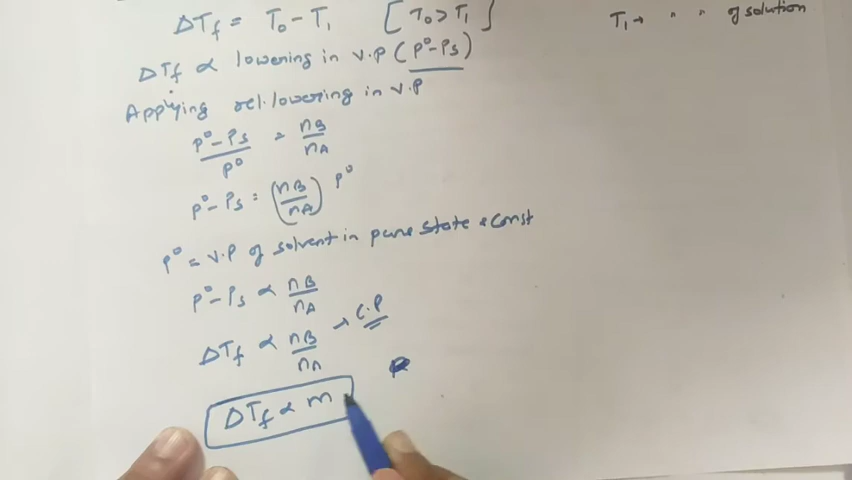 ΔTf = T0 - T1 [T0 > T1]
T1 → " " of solution
ΔTf ∝ lowering in V.P (P° - Ps)
Applying rel. lowering in V.P
P° - Ps / P° = nB / nA
P° - Ps = (nB / nA) P°
P° = V.P of solvent in pure state & const
P° - Ps ∝ nB / nA
ΔTf ∝ nB / nA → C.P
ΔTf ∝ m